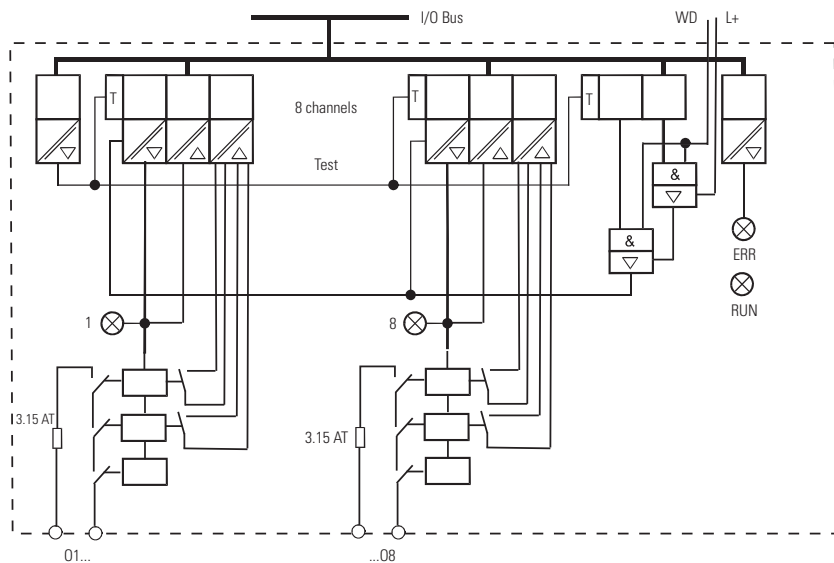 I/O Bus
WD L+
T
8 channels
T
T
Test
&
&
ERR
RUN
1
8
3.15 AT
3.15 AT
01...
...08